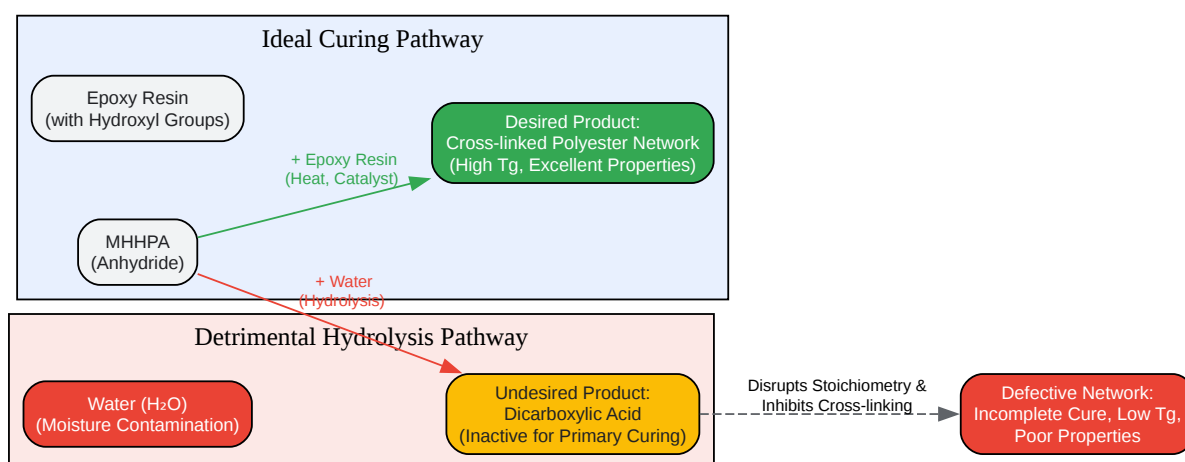 Ideal Curing Pathway
Epoxy Resin
(with Hydroxyl Groups)
Desired Product:
Cross-linked Polyester Network
(High Tg, Excellent Properties)
+ Epoxy Resin
(Heat, Catalyst)
MHHPA
(Anhydride)
+ Water
(Hydrolysis)
Detrimental Hydrolysis Pathway
Water (H₂O)
(Moisture Contamination)
Undesired Product:
Dicarboxylic Acid
(Inactive for Primary Curing)
Disrupts Stoichiometry &
Inhibits Cross-linking
Defective Network:
Incomplete Cure, Low Tg,
Poor Properties